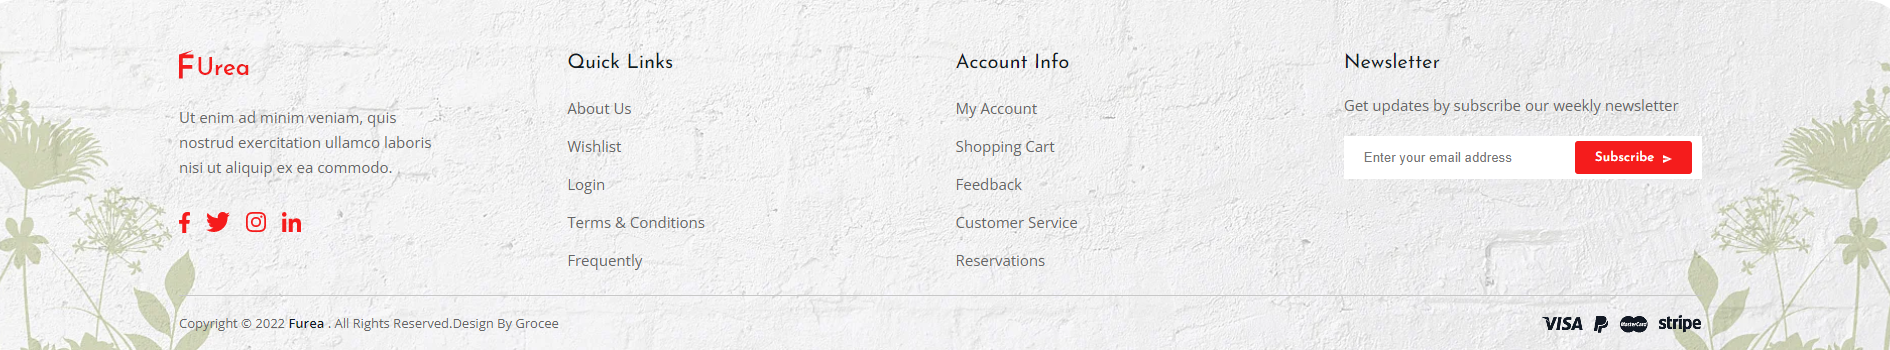 FUrea
Ut enim ad minim veniam, quis
nostrud exercitation ullamco laboris
nisi ut aliquip ex ea commodo.
Quick Links
About Us
Wishlist
Login
Terms & Conditions
Frequently
Account Info
My Account
Shopping Cart
Feedback
Customer Service
Reservations
Newsletter
Get updates by subscribe our weekly newsletter
Enter your email address
Subscribe
Copyright © 2022 Furea . All Rights Reserved.Design By Grocee
VISA
MasterCard
stripe